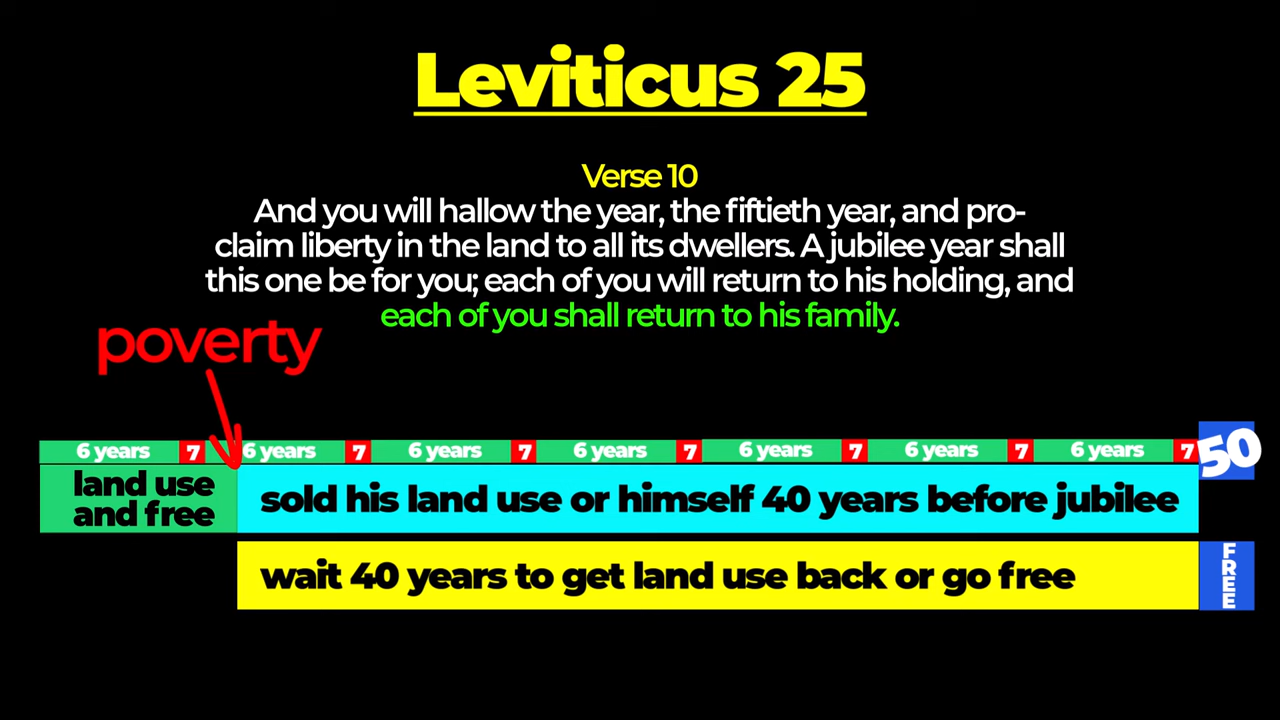 Leviticus 25
Verse 10
And you will hallow the year, the fiftieth year, and pro-
claim liberty in the land to all its dwellers. A jubilee year shall
this one be for you; each of you will return to his holding, and
each of you shall return to his family.
poverty
6 years 7 6 years 7 6 years 7 6 years 7 6 years 7 6 years 7 6 years 7 50
land use
and free
sold his land use or himself 40 years before jubilee
wait 40 years to get land use back or go free
FREE